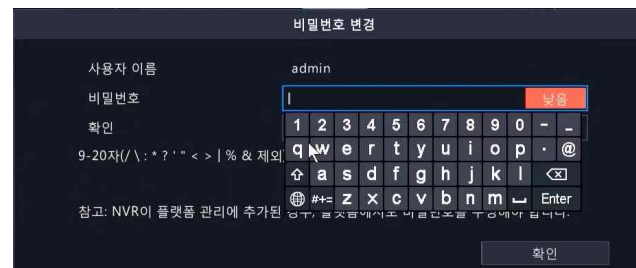 비밀번호 변경
사용자 이름 admin
비밀번호 낮음
확인
1 2 3 4 5 6 7 8 9 0 - _
9-20자(/ \ : * ? ' " < > | % & 제외
q w e r t y u i o p · @
a s d f g h j k l
#+= z x c v b n m Enter
참고: NVR이 플랫폼 관리에 추가된
확인